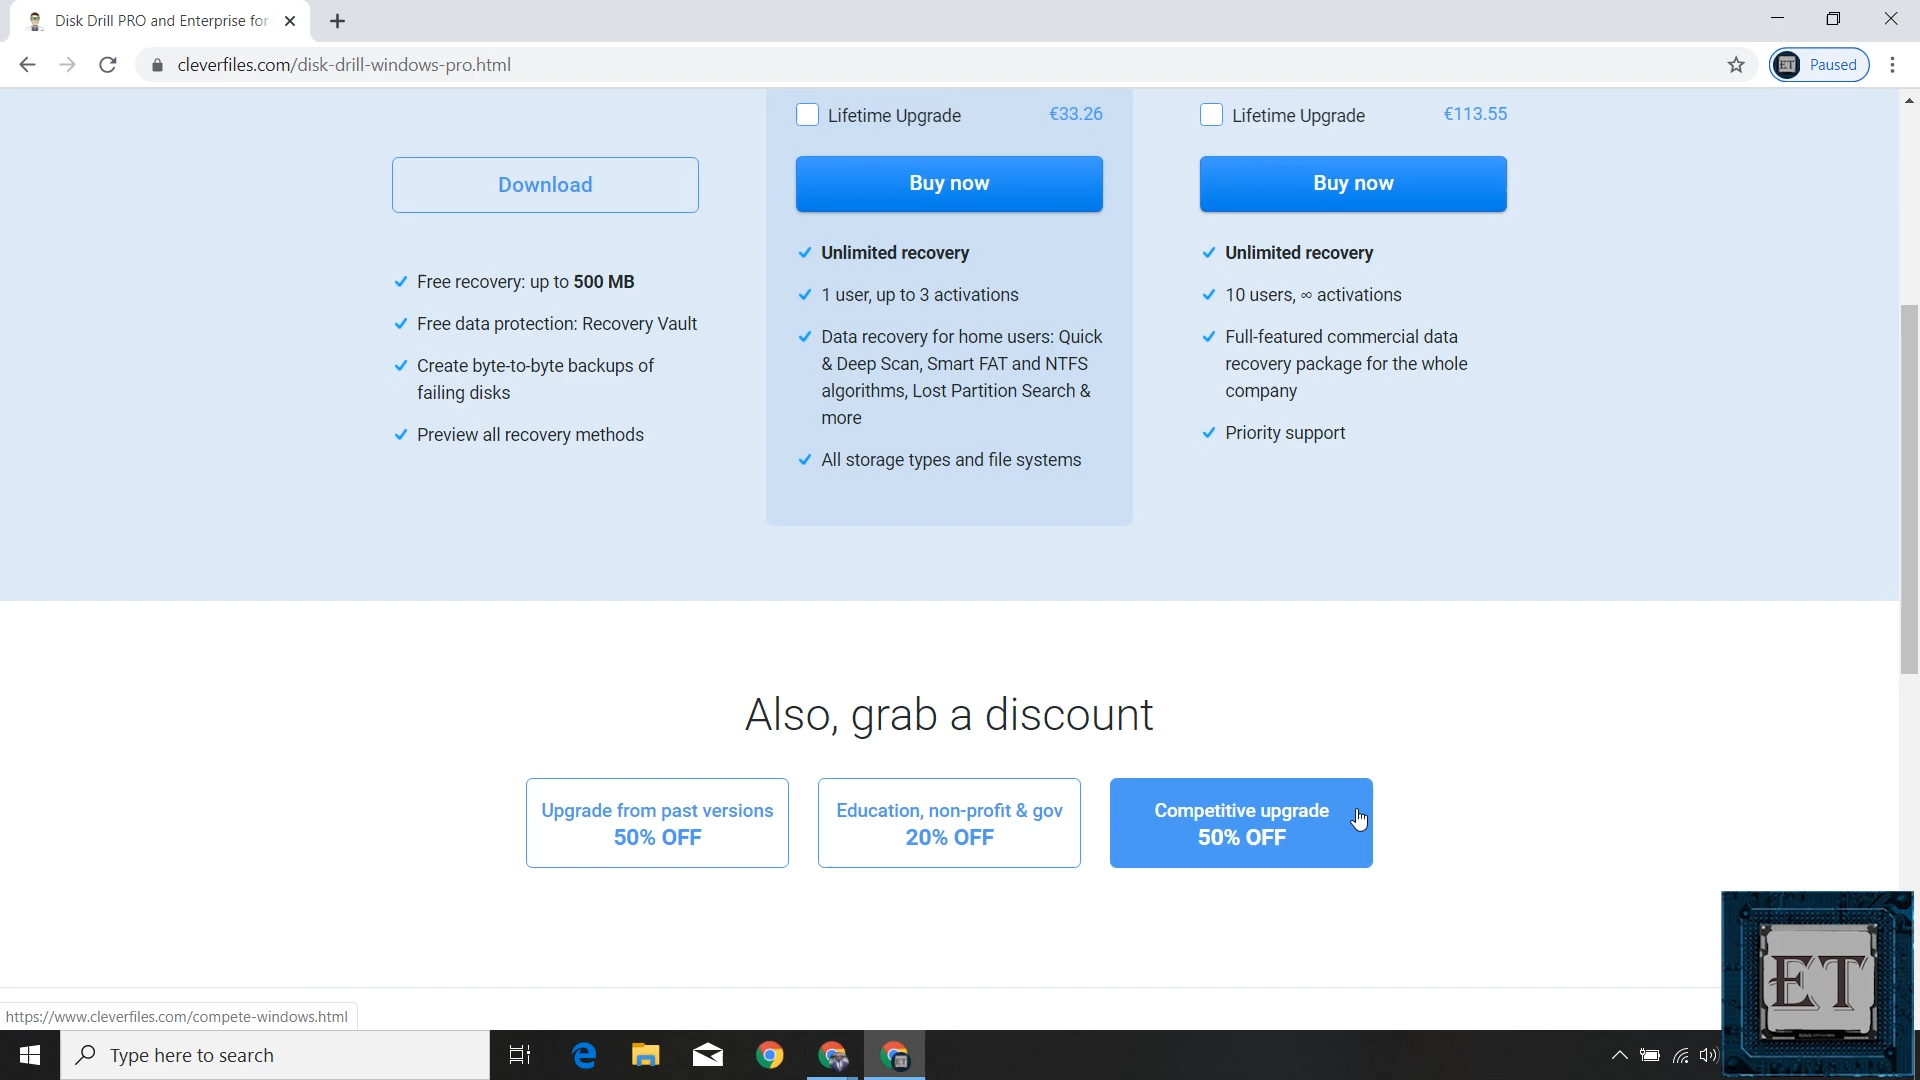 Disk Drill PRO and Enterprise for
cleverfiles.com/disk-drill-windows-pro.html
ET
Paused
Lifetime Upgrade €33.26
Lifetime Upgrade €113.55
Download
Buy now
Buy now
Free recovery: up to 500 MB
Free data protection: Recovery Vault
Create byte-to-byte backups of
failing disks
Preview all recovery methods
Unlimited recovery
1 user, up to 3 activations
Data recovery for home users: Quick
& Deep Scan, Smart FAT and NTFS
algorithms, Lost Partition Search &
more
All storage types and file systems
Unlimited recovery
10 users, ∞ activations
Full-featured commercial data
recovery package for the whole
company
Priority support
Also, grab a discount
Upgrade from past versions
50% OFF
Education, non-profit & gov
20% OFF
Competitive upgrade
50% OFF
https://www.cleverfiles.com/compete-windows.html
Type here to search
ET